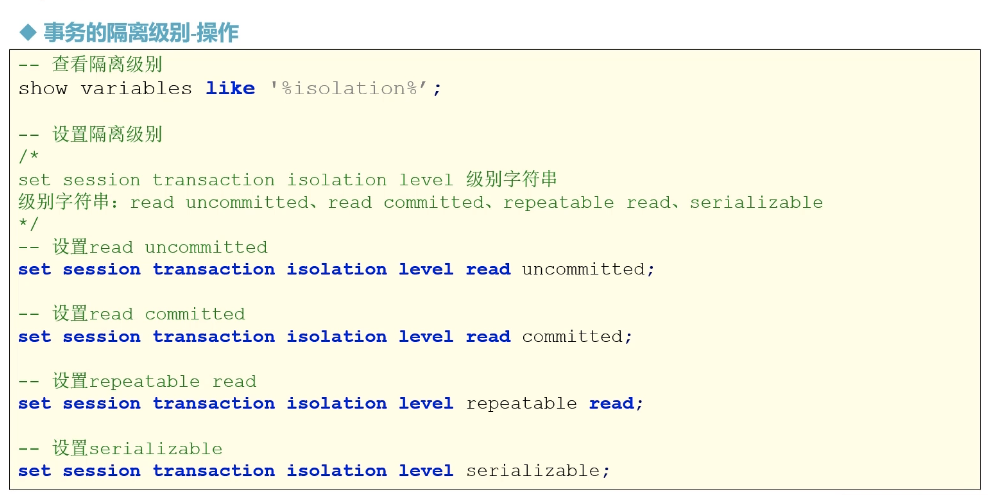 ◆ 事务的隔离级别-操作
-- 查看隔离级别
show variables like '%isolation%’;
-- 设置隔离级别
/*
set session transaction isolation level 级别字符串
级别字符串：read uncommitted、read committed、repeatable read、serializable
*/
-- 设置read uncommitted
set session transaction isolation level read uncommitted;
-- 设置read committed
set session transaction isolation level read committed;
-- 设置repeatable read
set session transaction isolation level repeatable read;
-- 设置serializable
set session transaction isolation level serializable;